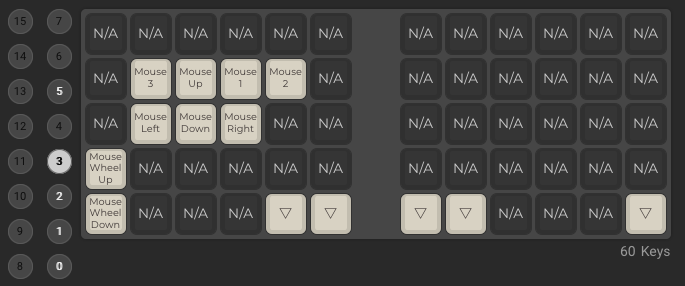 15 7 N/A N/A N/A N/A N/A N/A N/A N/A N/A N/A N/A N/A
14 6 N/A Mouse 3 Mouse Up Mouse 1 Mouse 2 N/A N/A N/A N/A N/A N/A N/A
13 5
12 4 N/A Mouse Left Mouse Down Mouse Right N/A N/A N/A N/A N/A N/A N/A N/A
11 3 Mouse Wheel Up N/A N/A N/A N/A N/A N/A N/A N/A N/A N/A N/A
10 2 Mouse Wheel Down N/A N/A N/A ▽ ▽ ▽ ▽ N/A N/A N/A ▽
9 1
60 Keys
8 0